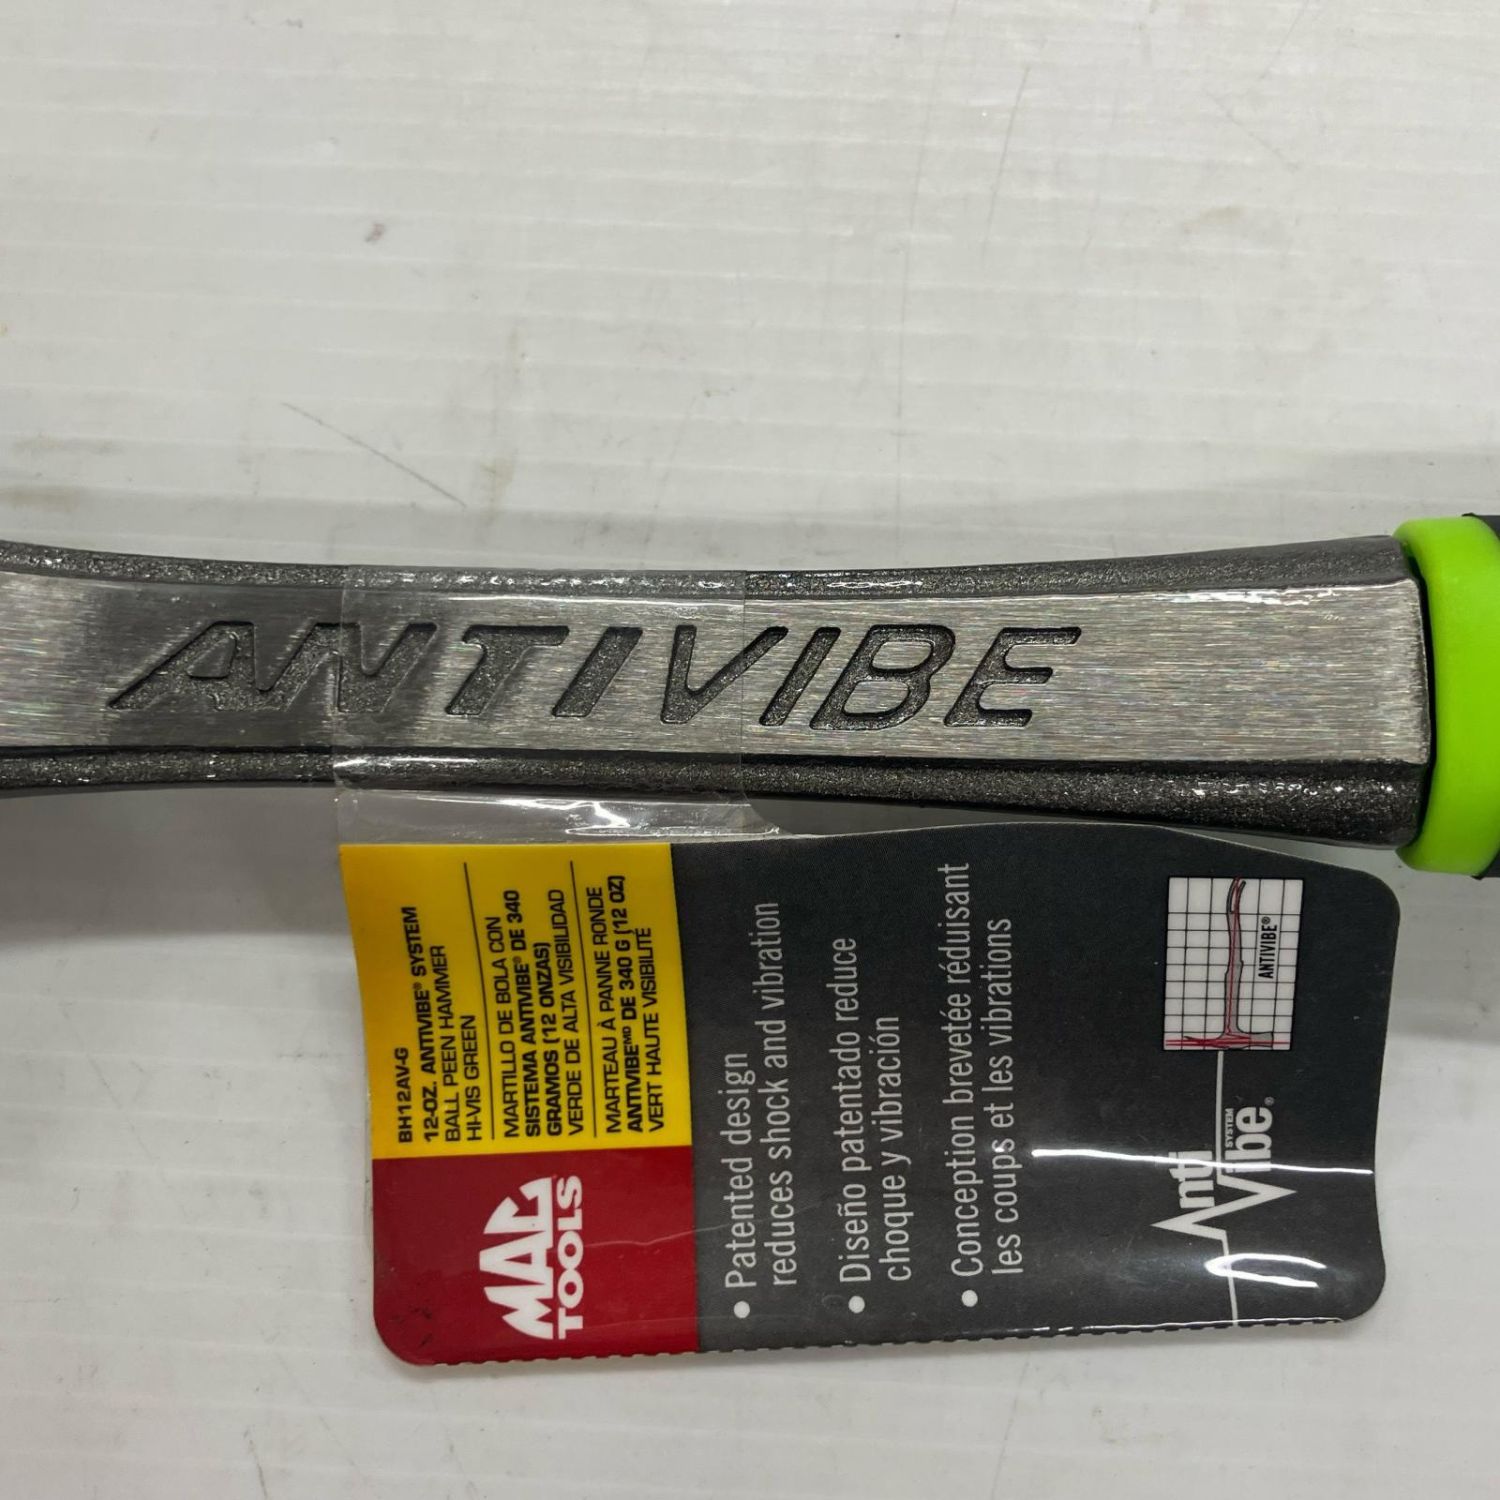 ANTIVIBE
BH12AV-G
12-OZ. ANTIVIBE® SYSTEM
BALL PEEN HAMMER
HI-VIS GREEN
MARTILLO DE BOLA CON
SISTEMA ANTIVIBE® DE 340
GRAMOS (12 ONZAS)
VERDE DE ALTA VISIBILIDAD
MARTEAU À PANNE RONDE
ANTIVIBEᴹᴰ DE 340 G (12 OZ)
VERT HAUTE VISIBILITÉ
MAC
TOOLS
• Patented design
reduces shock and vibration
• Diseño patentado reduce
choque y vibración
• Conception brevetée réduisant
les coups et les vibrations
Anti
Vibe®
SYSTEM
ANTIVIBE®